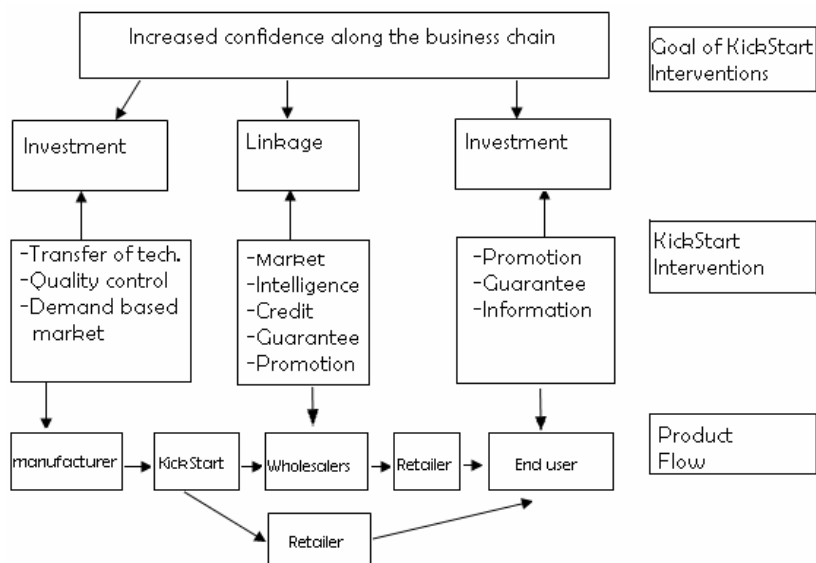 Increased confidence along the business chain
Goal of KickStart
Interventions
Investment
Linkage
Investment
-Transfer of tech.
-Quality control
-Demand based
market
-Market
-Intelligence
-Credit
-Guarantee
-Promotion
-Promotion
-Guarantee
-Information
KickStart
Intervention
manufacturer
KickStart
Wholesalers
Retailer
End user
Product
Flow
Retailer